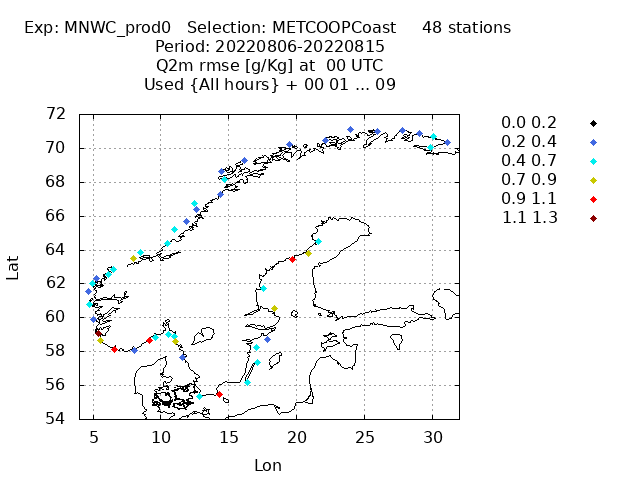 Exp: MNWC_prod0 Selection: METCOOPCoast 48 stations
Period: 20220806-20220815
Q2m rmse [g/Kg] at 00 UTC
Used {All hours} + 00 01 ... 09
72
70
68
66
64
62
60
58
56
54
Lat
5 10 15 20 25 30
Lon
0.0 0.2
0.2 0.4
0.4 0.7
0.7 0.9
0.9 1.1
1.1 1.3